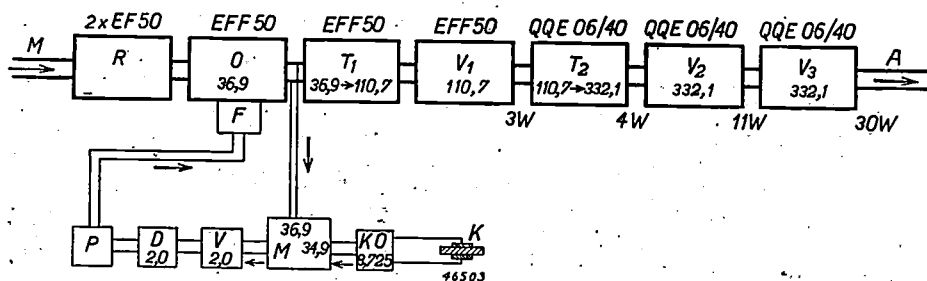 2xEF50 EFF50 EFF50 EFF50 QQE 06/40 QQE 06/40 QQE 06/40
M R O T1 V1 T2 V2 V3 A
36,9 36,9→110,7 110,7 110,7→332,1 332,1 332,1
F 3W 4W 11W 30W
36,9
P D V M 34,9 KO K
2,0 2,0 8,725
46503